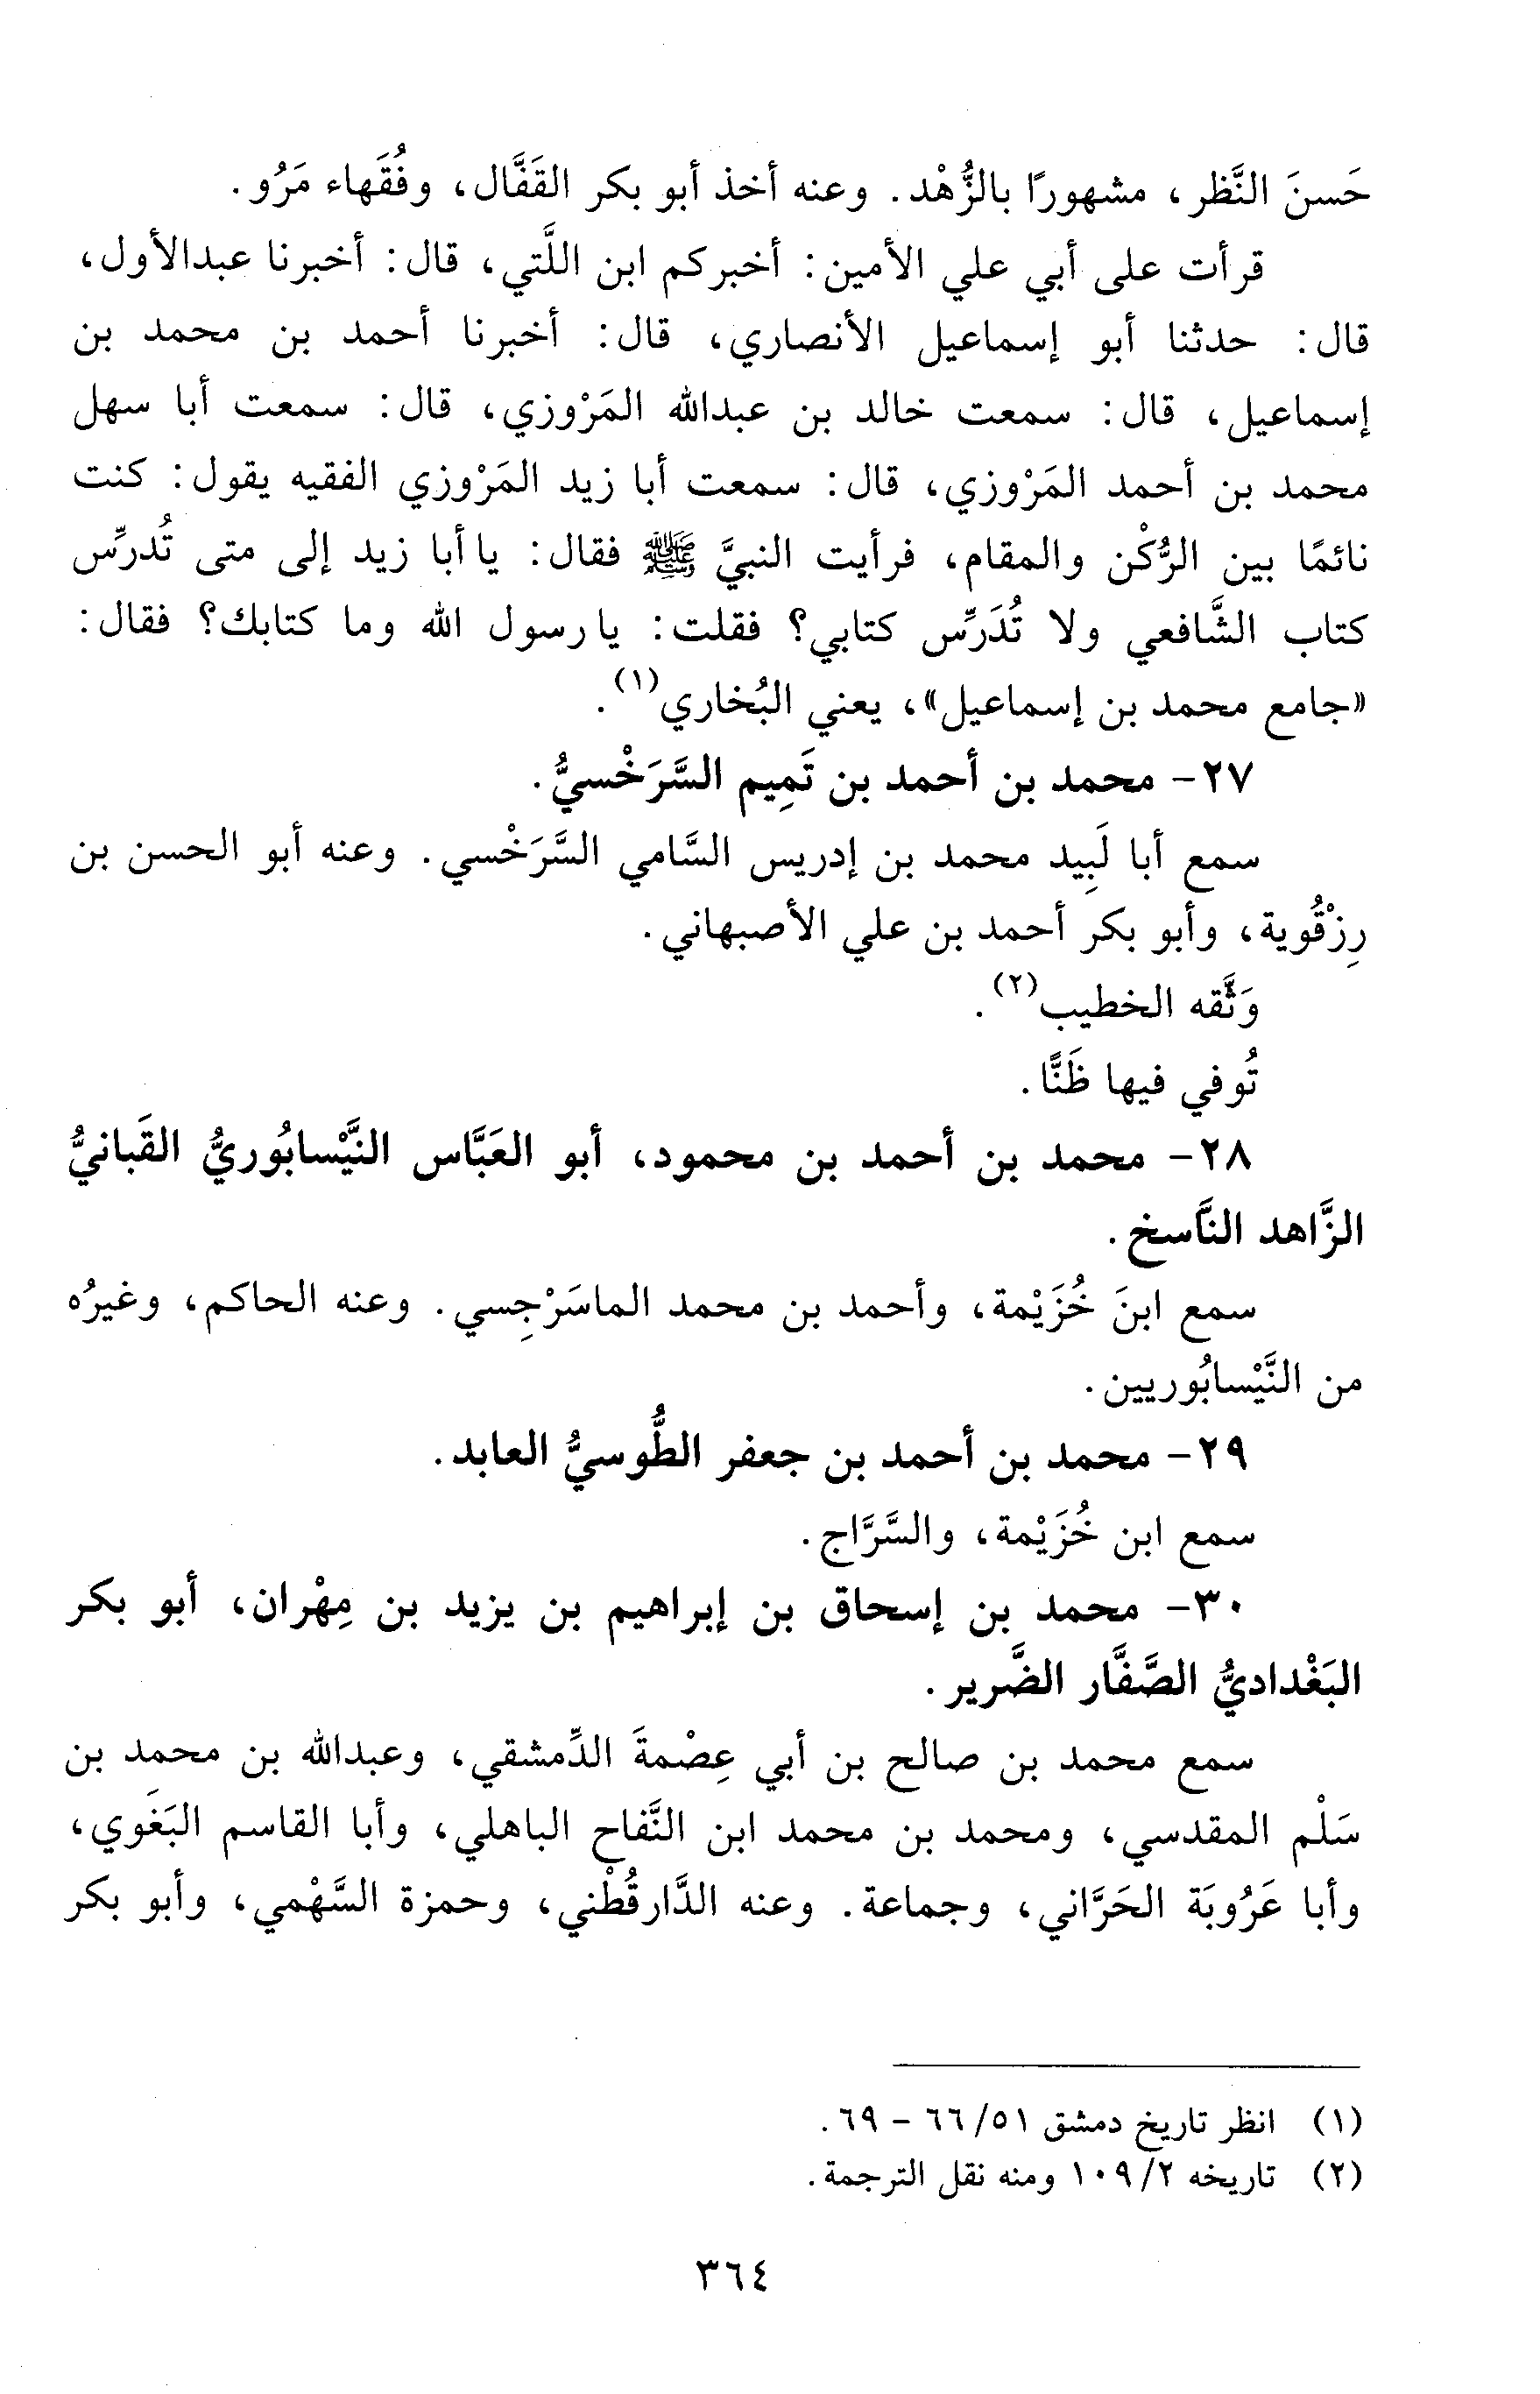 حَسنَ النَّظر، مشهورًا بالزُّهْد. وعنه أخذ أبو بكر القَفَّال، وفُقَهاء مَرُو.
قرأت على أبي علي الأمين: أخبركم ابن اللَّتي، قال: أخبرنا عبدالأول،
قال: حدثنا أبو إسماعيل الأنصاري، قال: أخبرنا أحمد بن محمد بن
إسماعيل، قال: سمعت خالد بن عبدالله المَرْوزي، قال: سمعت أبا سهل
محمد بن أحمد المَرْوزي، قال: سمعت أبا زيد المَرْوزي الفقيه يقول: كنت
نائمًا بين الرُّكْن والمقام، فرأيت النبيَّ ﷺ فقال: يا أبا زيد إلى متى تُدرِّس
كتاب الشَّافعي ولا تُدَرِّس كتابي؟ فقلت: يا رسول الله وما كتابك؟ فقال:
«جامع محمد بن إسماعيل»، يعني البُخاري(١).
٢٧- محمد بن أحمد بن تَمِيم السَّرَخْسيُّ.
سمع أبا لَبِيد محمد بن إدريس السَّامي السَّرَخْسي. وعنه أبو الحسن بن
رِزْقُوية، وأبو بكر أحمد بن علي الأصبهاني.
وَثَّقه الخطيب(٢).
تُوفي فيها ظَنًّا.
٢٨- محمد بن أحمد بن محمود، أبو العَبَّاس النَّيْسابُوريُّ القَبانيُّ
الزَّاهد النَّاسخ.
سمع ابنَ خُزَيْمة، وأحمد بن محمد الماسَرْجِسي. وعنه الحاكم، وغيرُه
من النَّيْسابُوريين.
٢٩- محمد بن أحمد بن جعفر الطُّوسيُّ العابد.
سمع ابن خُزَيْمة، والسَّرَّاج.
٣٠- محمد بن إسحاق بن إبراهيم بن يزيد بن مِهْران، أبو بكر
البَغْداديُّ الصَّفَّار الضَّرير.
سمع محمد بن صالح بن أبي عِصْمةَ الدِّمشقي، وعبدالله بن محمد بن
سَلْم المقدسي، ومحمد بن محمد ابن النَّفاح الباهلي، وأبا القاسم البَغَوي،
وأبا عَرُوبَة الحَرَّاني، وجماعة. وعنه الدَّارقُطْني، وحمزة السَّهْمي، وأبو بكر
(١) انظر تاريخ دمشق ٥١/ ٦٦ - ٦٩.
(٢) تاريخه ٢/ ١٠٩ ومنه نقل الترجمة.
٣٦٤